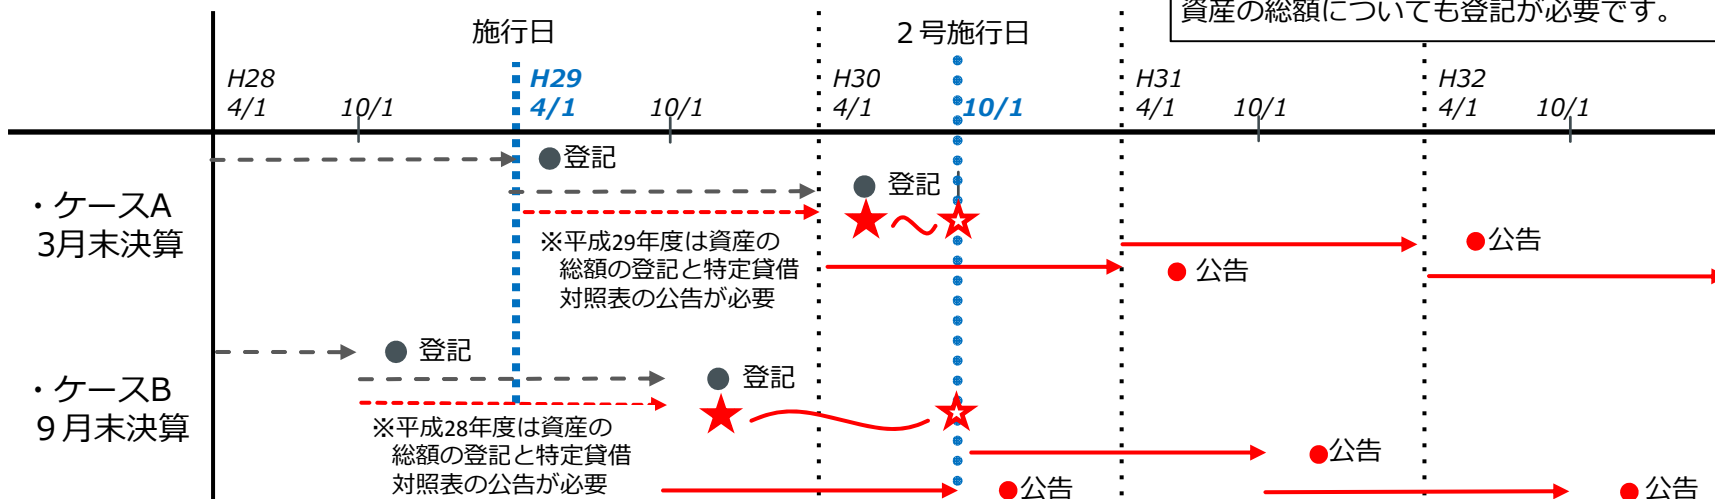 資産の総額についても登記が必要です。
施行日
２号施行日
H28
4/1
10/1
H29
4/1
10/1
H30
4/1
10/1
H31
4/1
10/1
H32
4/1
10/1
・ケースA
3月末決算
登記
登記
※平成29年度は資産の
総額の登記と特定貸借
対照表の公告が必要
公告
公告
・ケースB
９月末決算
登記
登記
※平成28年度は資産の
総額の登記と特定貸借
対照表の公告が必要
公告
公告
公告